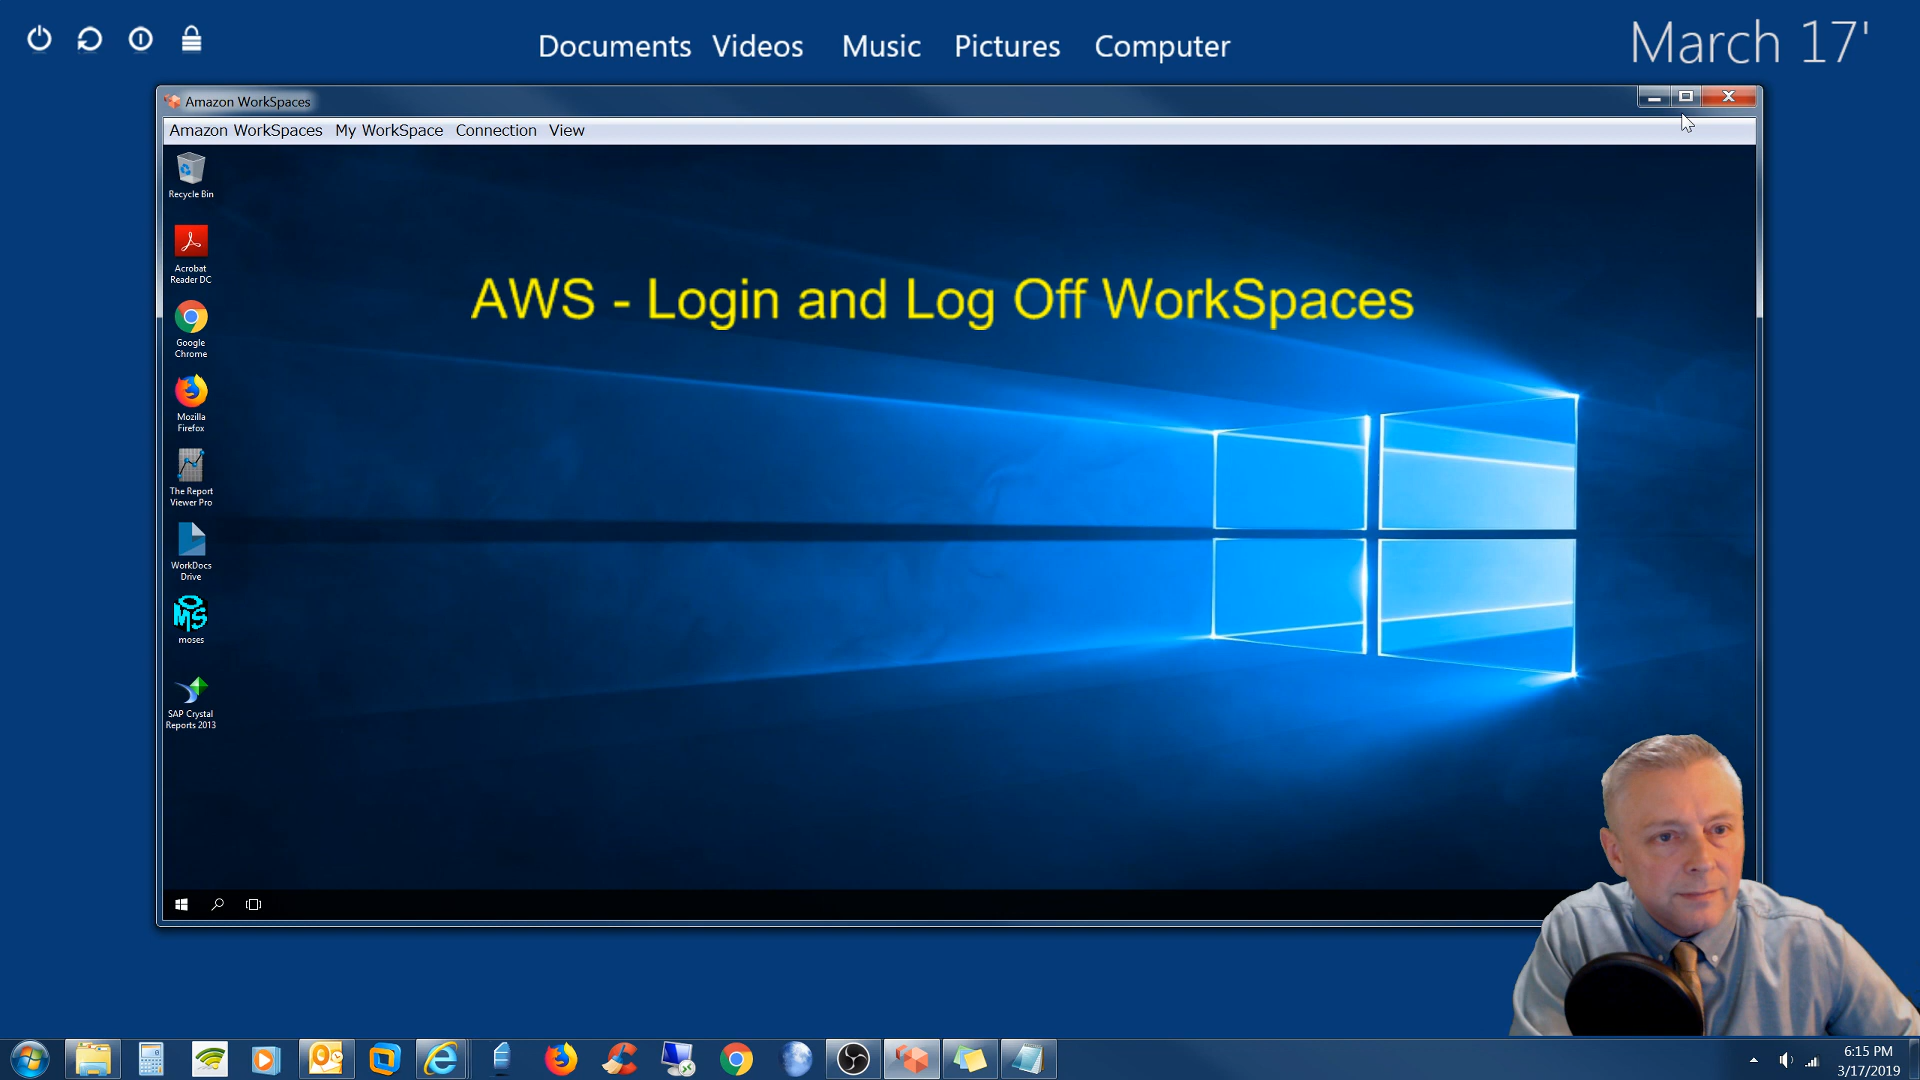 Documents Videos Music Pictures Computer
March 17'
Amazon WorkSpaces
Amazon WorkSpaces My WorkSpace Connection View
Recycle Bin
Acrobat
Reader DC
Google
Chrome
Mozilla
Firefox
The Report
Viewer Pro
WorkDocs
Drive
MS
moses
SAP Crystal
Reports 2013
AWS - Login and Log Off WorkSpaces
6:15 PM
3/17/2019